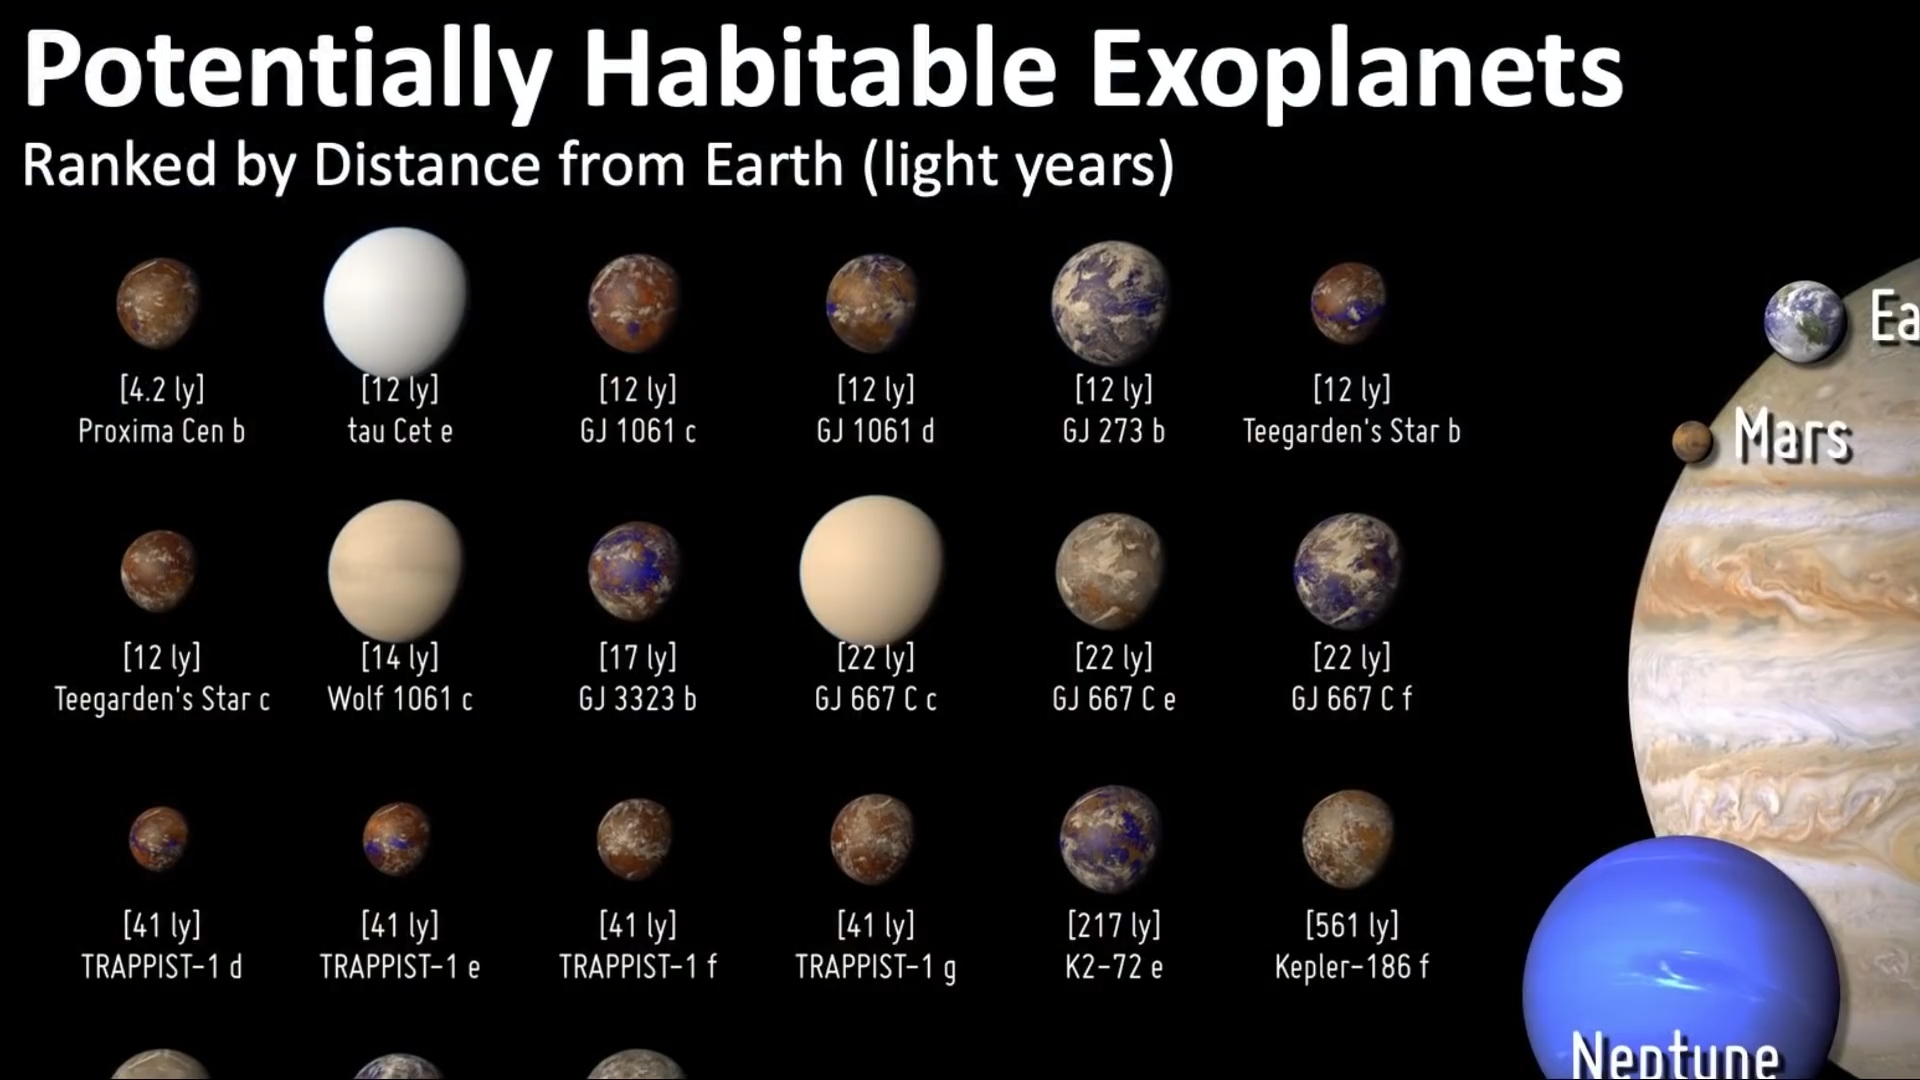 Potentially Habitable Exoplanets
Ranked by Distance from Earth (light years)
[4.2 ly]
Proxima Cen b
[12 ly]
tau Cet e
[12 ly]
GJ 1061 c
[12 ly]
GJ 1061 d
[12 ly]
GJ 273 b
[12 ly]
Teegarden's Star b
[12 ly]
Teegarden's Star c
[14 ly]
Wolf 1061 c
[17 ly]
GJ 3323 b
[22 ly]
GJ 667 C c
[22 ly]
GJ 667 C e
[22 ly]
GJ 667 C f
[41 ly]
TRAPPIST-1 d
[41 ly]
TRAPPIST-1 e
[41 ly]
TRAPPIST-1 f
[41 ly]
TRAPPIST-1 g
[217 ly]
K2-72 e
[561 ly]
Kepler-186 f
Ea
Mars
Neptune